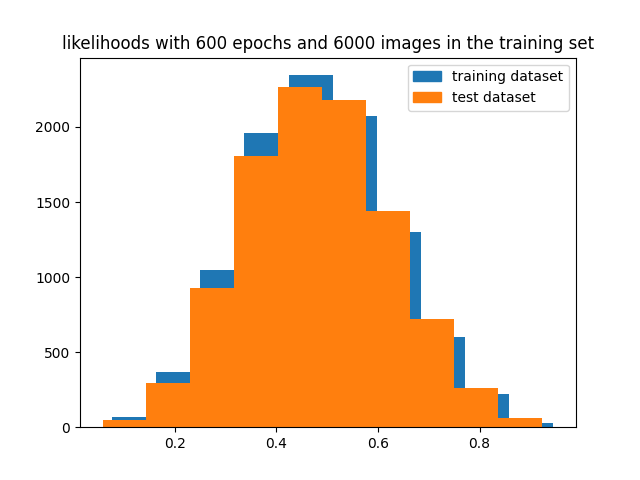 likelihoods with 600 epochs and 6000 images in the training set
training dataset
test dataset
2000
1500
1000
500
0
0.2 0.4 0.6 0.8